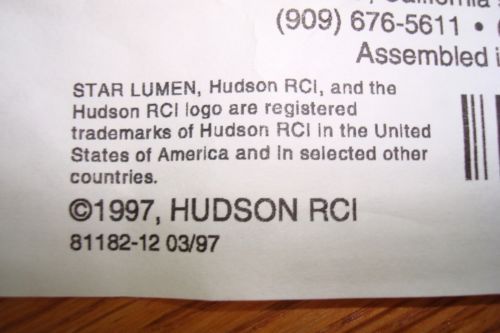 California
(909) 676-5611 •
Assembled
STAR LUMEN, Hudson RCI, and the
Hudson RCI logo are registered
trademarks of Hudson RCI in the United
States of America and in selected other
countries.
©1997, HUDSON RCI
81182-12 03/97